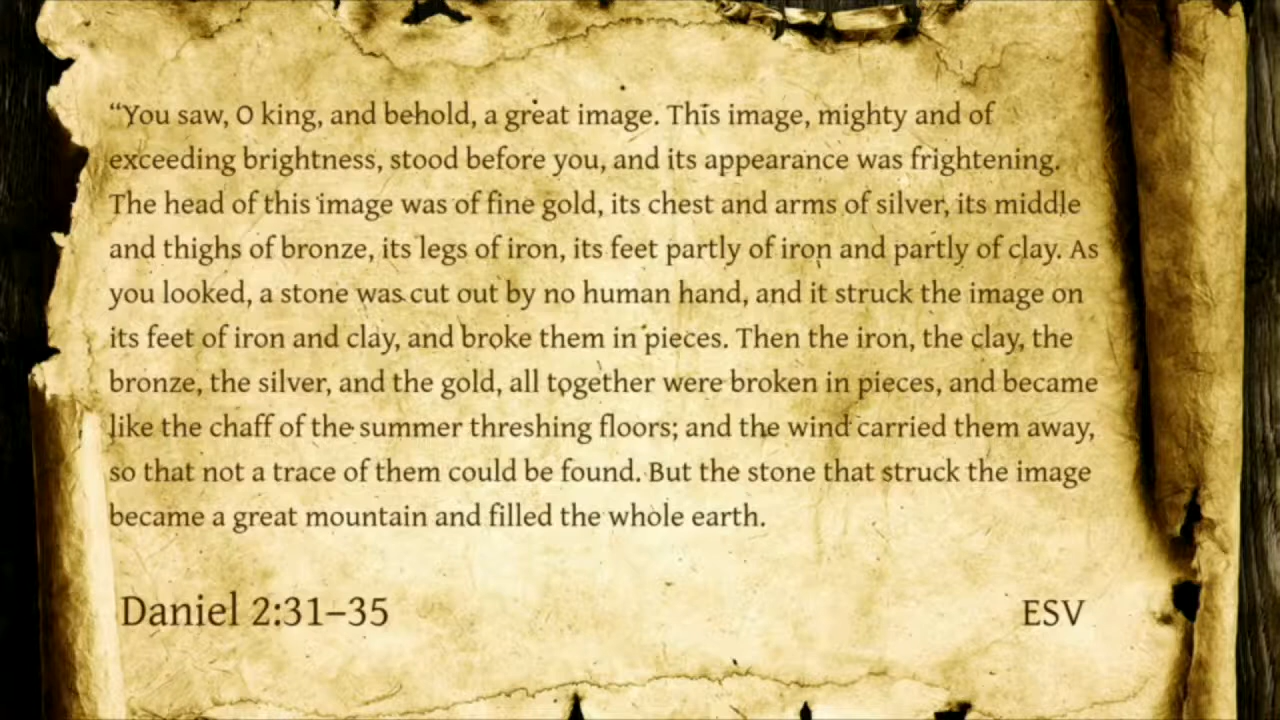 “You saw, O king, and behold, a great image. This image, mighty and of
exceeding brightness, stood before you, and its appearance was frightening.
The head of this image was of fine gold, its chest and arms of silver, its middle
and thighs of bronze, its legs of iron, its feet partly of iron and partly of clay. As
you looked, a stone was cut out by no human hand, and it struck the image on
its feet of iron and clay, and broke them in pieces. Then the iron, the clay, the
bronze, the silver, and the gold, all together were broken in pieces, and became
like the chaff of the summer threshing floors; and the wind carried them away,
so that not a trace of them could be found. But the stone that struck the image
became a great mountain and filled the whole earth.
Daniel 2:31–35 ESV